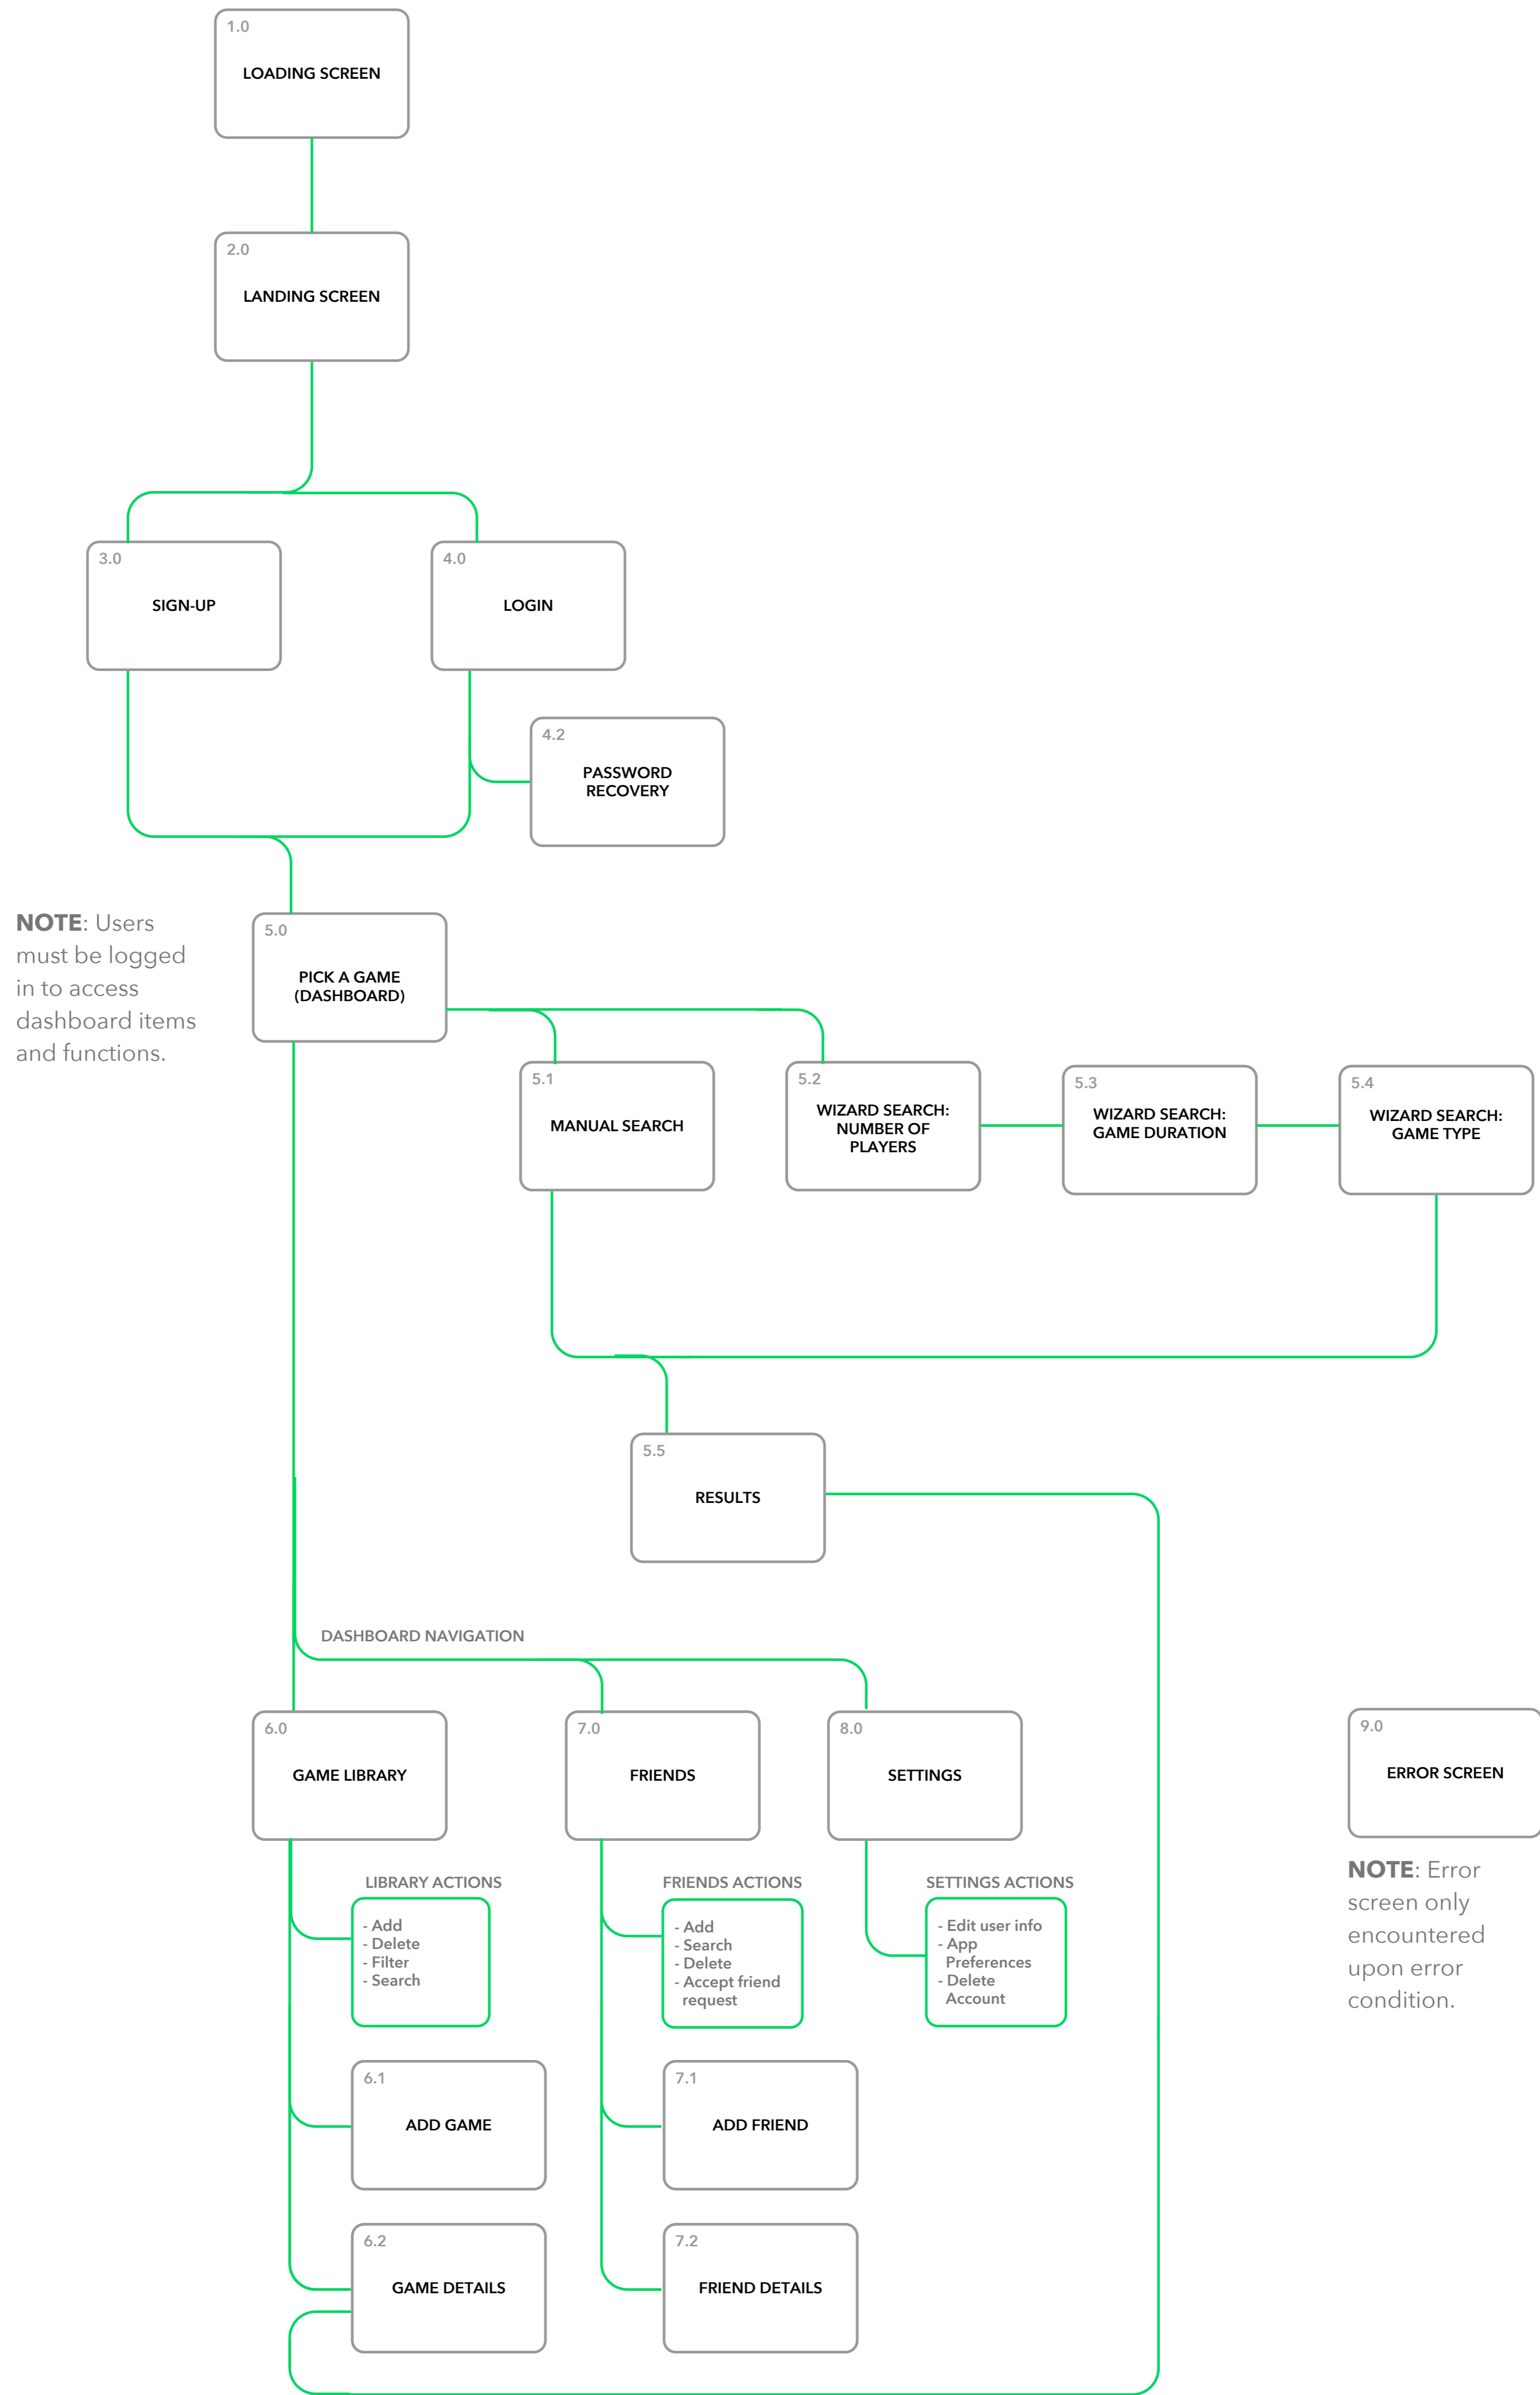 1.0
LOADING SCREEN
2.0
LANDING SCREEN
3.0
SIGN-UP
4.0
LOGIN
4.2
PASSWORD
RECOVERY
NOTE: Users
must be logged
in to access
dashboard items
and functions.
5.0
PICK A GAME
(DASHBOARD)
5.1
MANUAL SEARCH
5.2
WIZARD SEARCH:
NUMBER OF
PLAYERS
5.3
WIZARD SEARCH:
GAME DURATION
5.4
WIZARD SEARCH:
GAME TYPE
5.5
RESULTS
DASHBOARD NAVIGATION
6.0
GAME LIBRARY
7.0
FRIENDS
8.0
SETTINGS
9.0
ERROR SCREEN
NOTE: Error
screen only
encountered
upon error
condition.
LIBRARY ACTIONS
- Add
- Delete
- Filter
- Search
FRIENDS ACTIONS
- Add
- Search
- Delete
- Accept friend
request
SETTINGS ACTIONS
- Edit user info
- App
Preferences
- Delete
Account
6.1
ADD GAME
7.1
ADD FRIEND
6.2
GAME DETAILS
7.2
FRIEND DETAILS